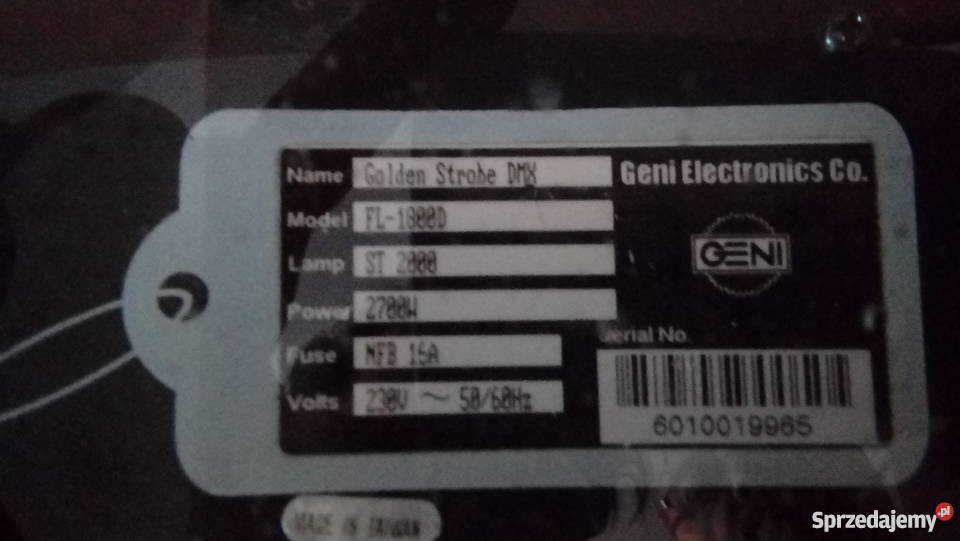 Name Golden Strobe DMX
Model FL-1800D
Lamp ST 2000
Power 2700W
Fuse NFB 16A
Volts 230V ~ 50/60Hz
Geni Electronics Co.
GENI
Serial No
6010019965
MADE IN TAIWAN
Sprzedajemy.pl